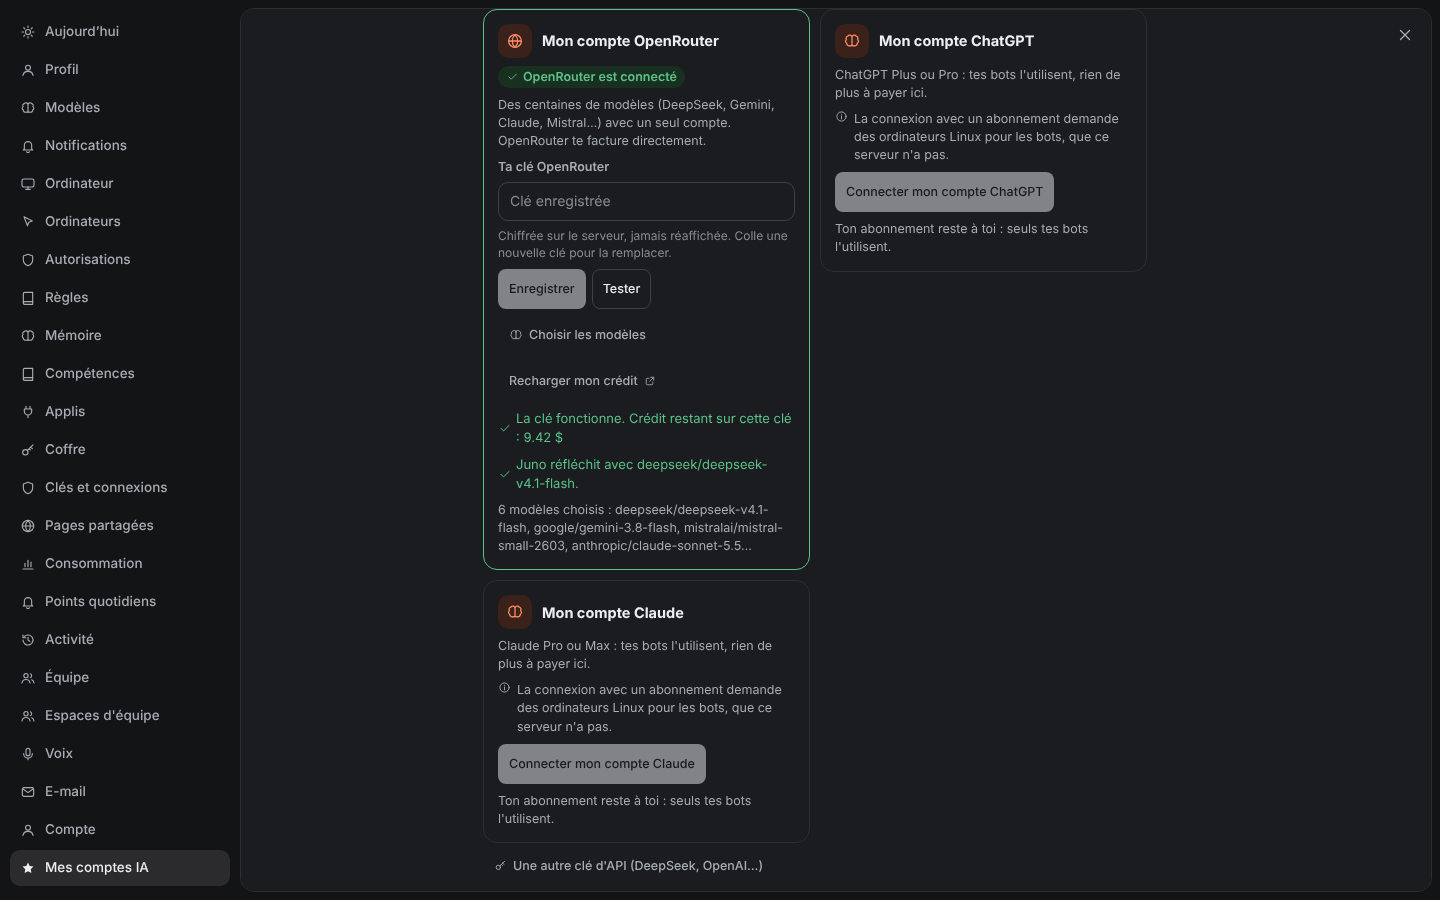 Aujourd'hui
Profil
Modèles
Notifications
Ordinateur
Ordinateurs
Autorisations
Règles
Mémoire
Compétences
Applis
Coffre
Clés et connexions
Pages partagées
Consommation
Points quotidiens
Activité
Équipe
Espaces d'équipe
Voix
E-mail
Compte
Mes comptes IA
Mon compte OpenRouter
OpenRouter est connecté
Des centaines de modèles (DeepSeek, Gemini,
Claude, Mistral...) avec un seul compte.
OpenRouter te facture directement.
Ta clé OpenRouter
Clé enregistrée
Chiffrée sur le serveur, jamais réaffichée. Colle une
nouvelle clé pour la remplacer.
Enregistrer
Tester
Choisir les modèles
Recharger mon crédit
La clé fonctionne. Crédit restant sur cette clé
: 9.42 $
Juno réfléchit avec deepseek/deepseek-
v4.1-flash.
6 modèles choisis : deepseek/deepseek-v4.1-
flash, google/gemini-3.8-flash, mistralai/mistral-
small-2603, anthropic/claude-sonnet-5.5...
Mon compte ChatGPT
ChatGPT Plus ou Pro : tes bots l'utilisent, rien de
plus à payer ici.
La connexion avec un abonnement demande
des ordinateurs Linux pour les bots, que ce
serveur n'a pas.
Connecter mon compte ChatGPT
Ton abonnement reste à toi : seuls tes bots
l'utilisent.
Mon compte Claude
Claude Pro ou Max : tes bots l'utilisent, rien de
plus à payer ici.
La connexion avec un abonnement demande
des ordinateurs Linux pour les bots, que ce
serveur n'a pas.
Connecter mon compte Claude
Ton abonnement reste à toi : seuls tes bots
l'utilisent.
Une autre clé d'API (DeepSeek, OpenAI...)